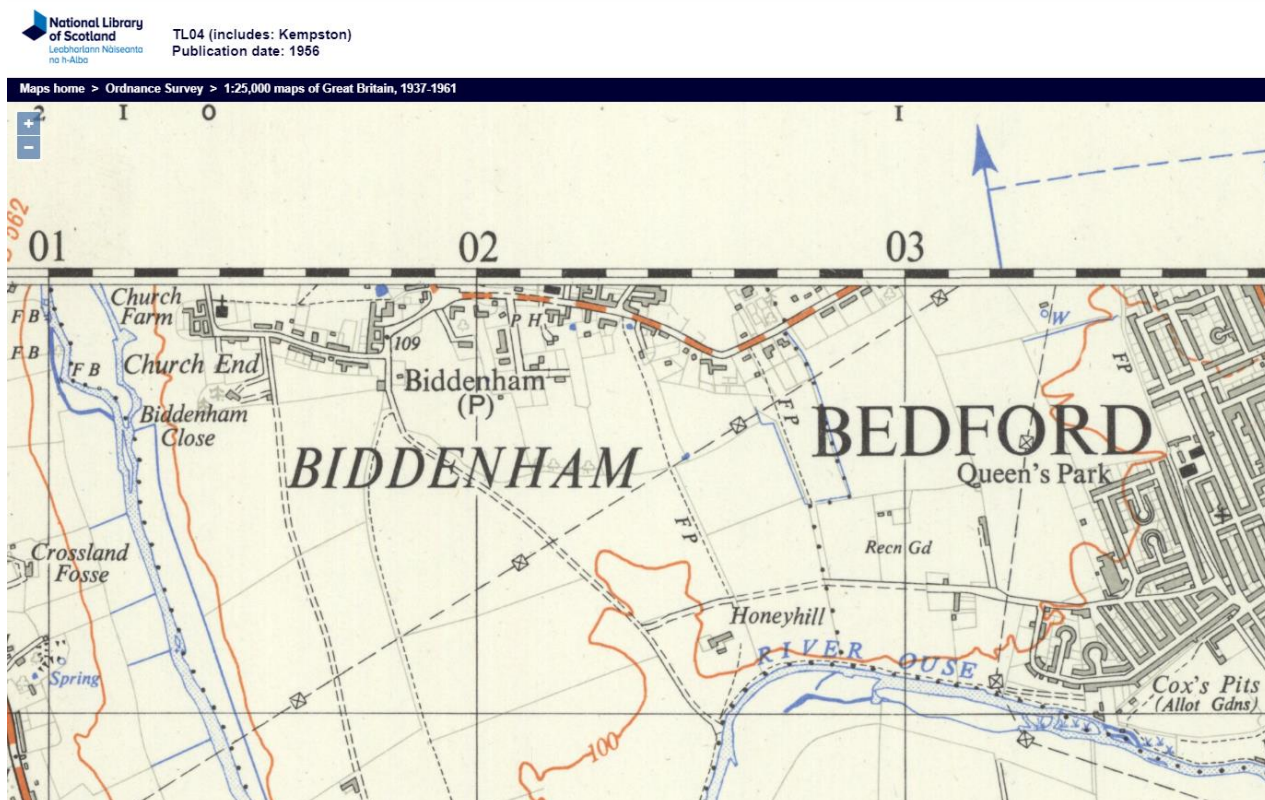 National Library
of Scotland
Leabharlann Nàiseanta
na h-Alba
TL04 (includes: Kempston)
Publication date: 1956
Maps home > Ordnance Survey > 1:25,000 maps of Great Britain, 1937-1961
+
−
2 1 0 1
062
01 02 03
Church
Farm
F B
P H
W
F B
109
Church End
F B
F P
Biddenham
(P)
F P
Biddenham
Close
BEDFORD
BIDDENHAM
Queen's Park
F P
Crossland
Fosse
Recn Gd
Honeyhill
RIVER OUSE
Spring
Cox's Pits
(Allot Gdns)
100